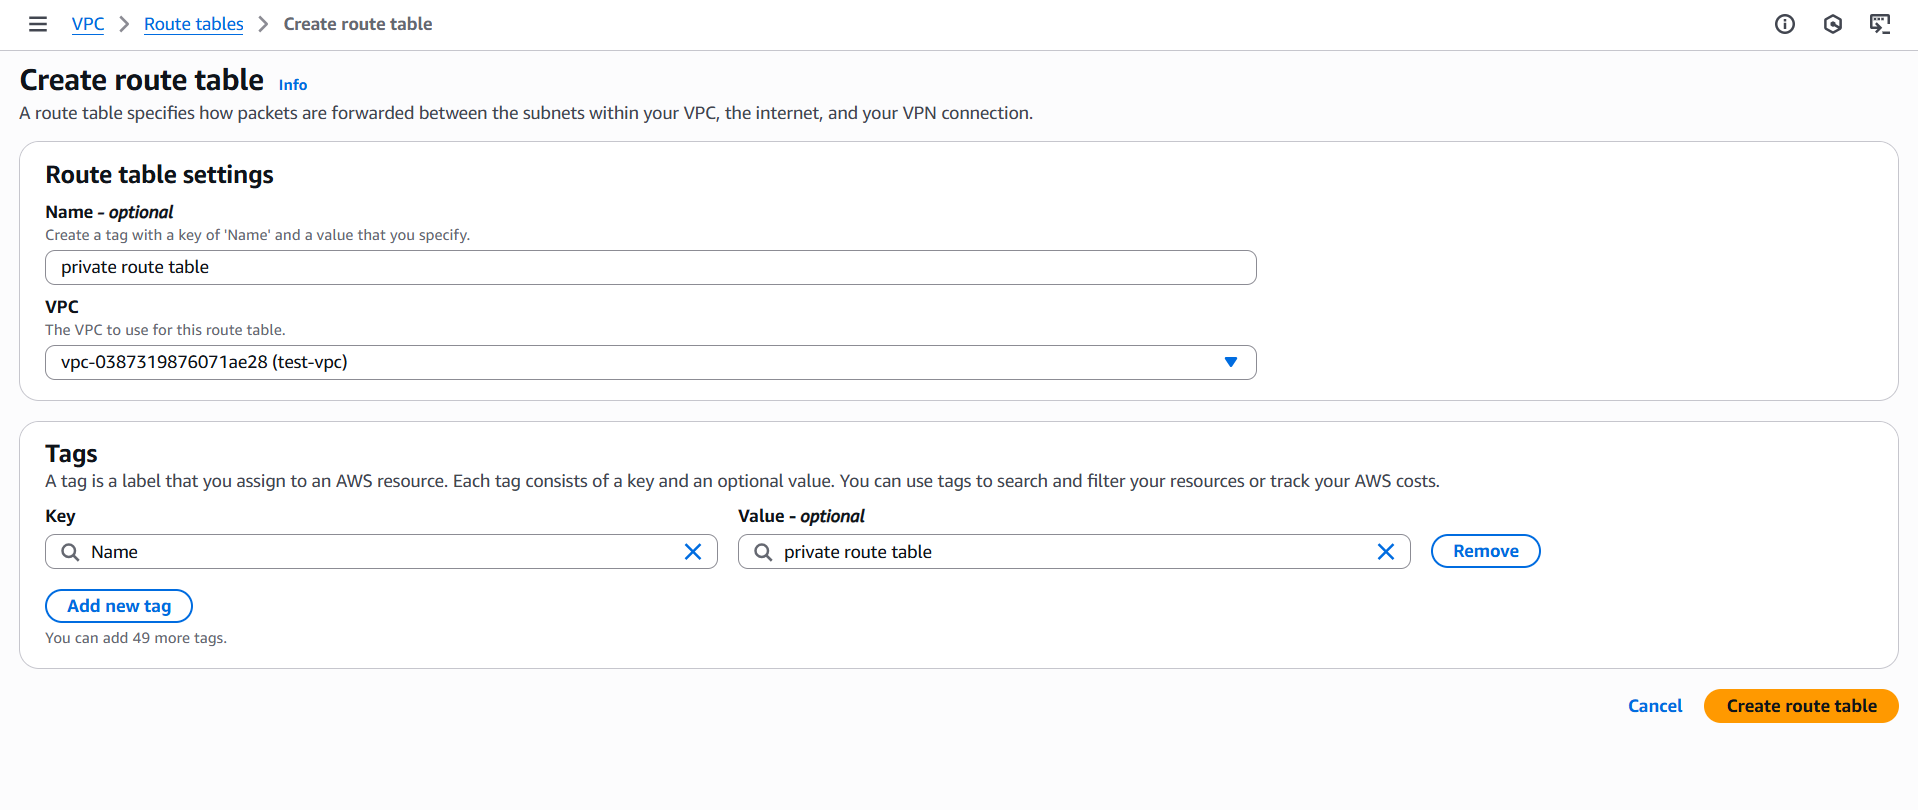 VPC > Route tables > Create route table
Create route table Info
A route table specifies how packets are forwarded between the subnets within your VPC, the internet, and your VPN connection.
Route table settings
Name - optional
Create a tag with a key of 'Name' and a value that you specify.
private route table
VPC
The VPC to use for this route table.
vpc-0387319876071ae28 (test-vpc)
Tags
A tag is a label that you assign to an AWS resource. Each tag consists of a key and an optional value. You can use tags to search and filter your resources or track your AWS costs.
Key Value - optional
Name private route table Remove
Add new tag
You can add 49 more tags.
Cancel Create route table